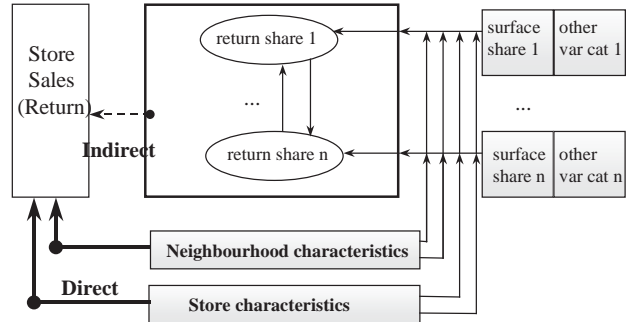 Store
Sales
(Return)
Indirect
return share 1
...
return share n
surface
share 1
other
var cat 1
...
surface
share n
other
var cat n
Neighbourhood characteristics
Direct
Store characteristics